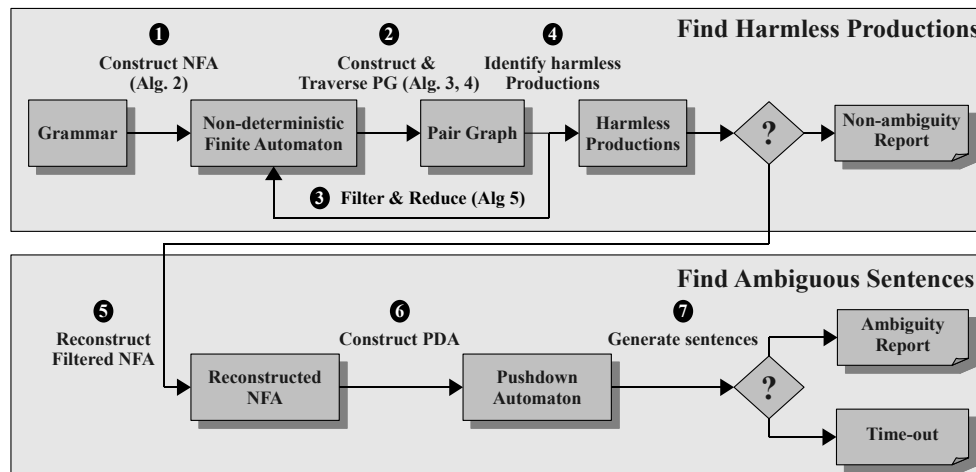 Find Harmless Productions
1
Construct NFA
(Alg. 2)
2
Construct &
Traverse PG (Alg. 3, 4)
4
Identify harmless
Productions
Grammar
Non-deterministic
Finite Automaton
Pair Graph
Harmless
Productions
?
Non-ambiguity
Report
3 Filter & Reduce (Alg 5)
Find Ambiguous Sentences
5
Reconstruct
Filtered NFA
6
Construct PDA
7
Generate sentences
Ambiguity
Report
Reconstructed
NFA
Pushdown
Automaton
?
Time-out